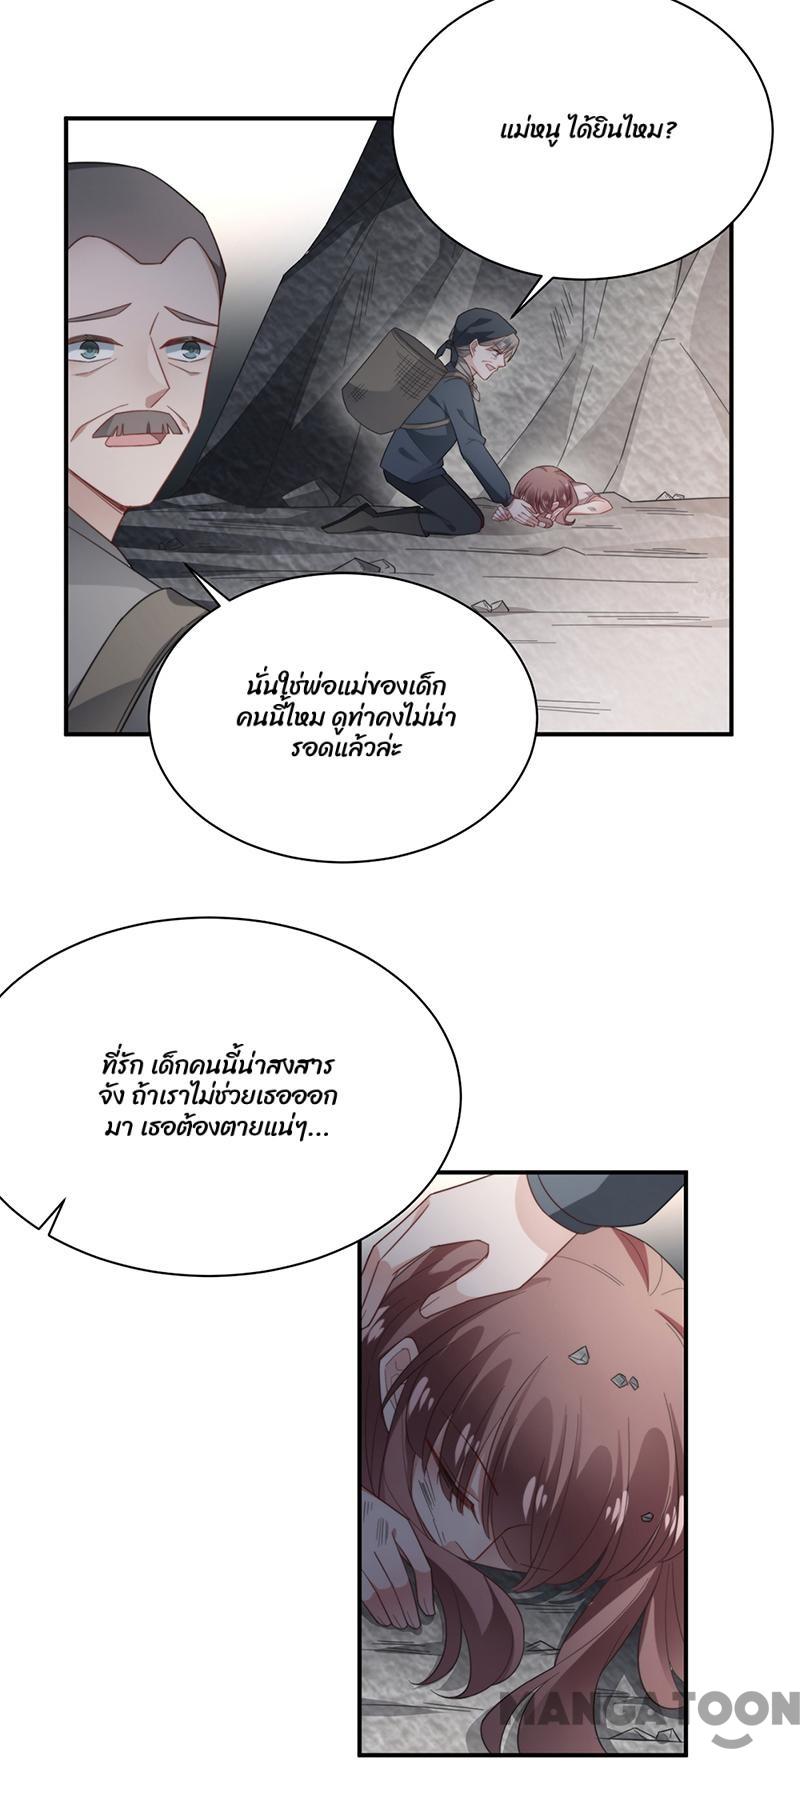 แม่หนู ได้ยินไหม?
นั่นใช่พ่อแม่ของเด็ก
คนนี้ไหม ดูท่าคงไม่น่า
รอดแล้วล่ะ
ที่รัก เด็กคนนี้น่าสงสาร
จัง ถ้าเราไม่ช่วยเธอออก
มา เธอต้องตายแน่ๆ...
MANGATOON